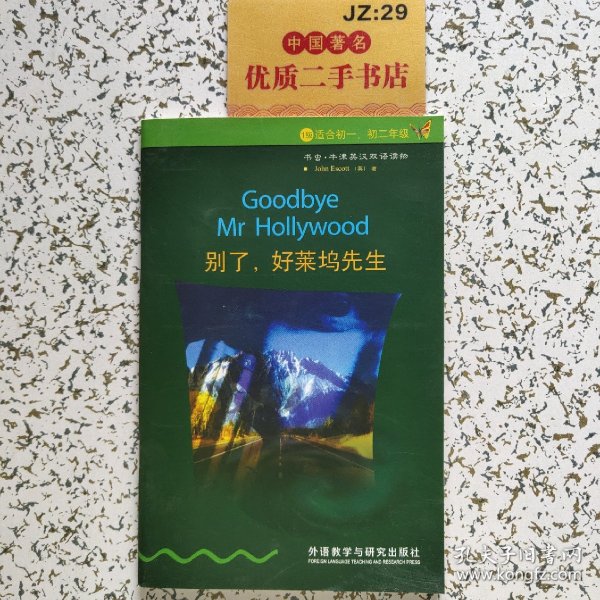 JZ:29
中国著名
优质二手书店
1级 适合初一、初二年级
书虫·牛津英汉双语读物
John Escott (英) 著
Goodbye
Mr Hollywood
别了，好莱坞先生
外语教学与研究出版社
FOREIGN LANGUAGE TEACHING AND RESEARCH PRESS
孔夫子旧书网
www.kongfz.com